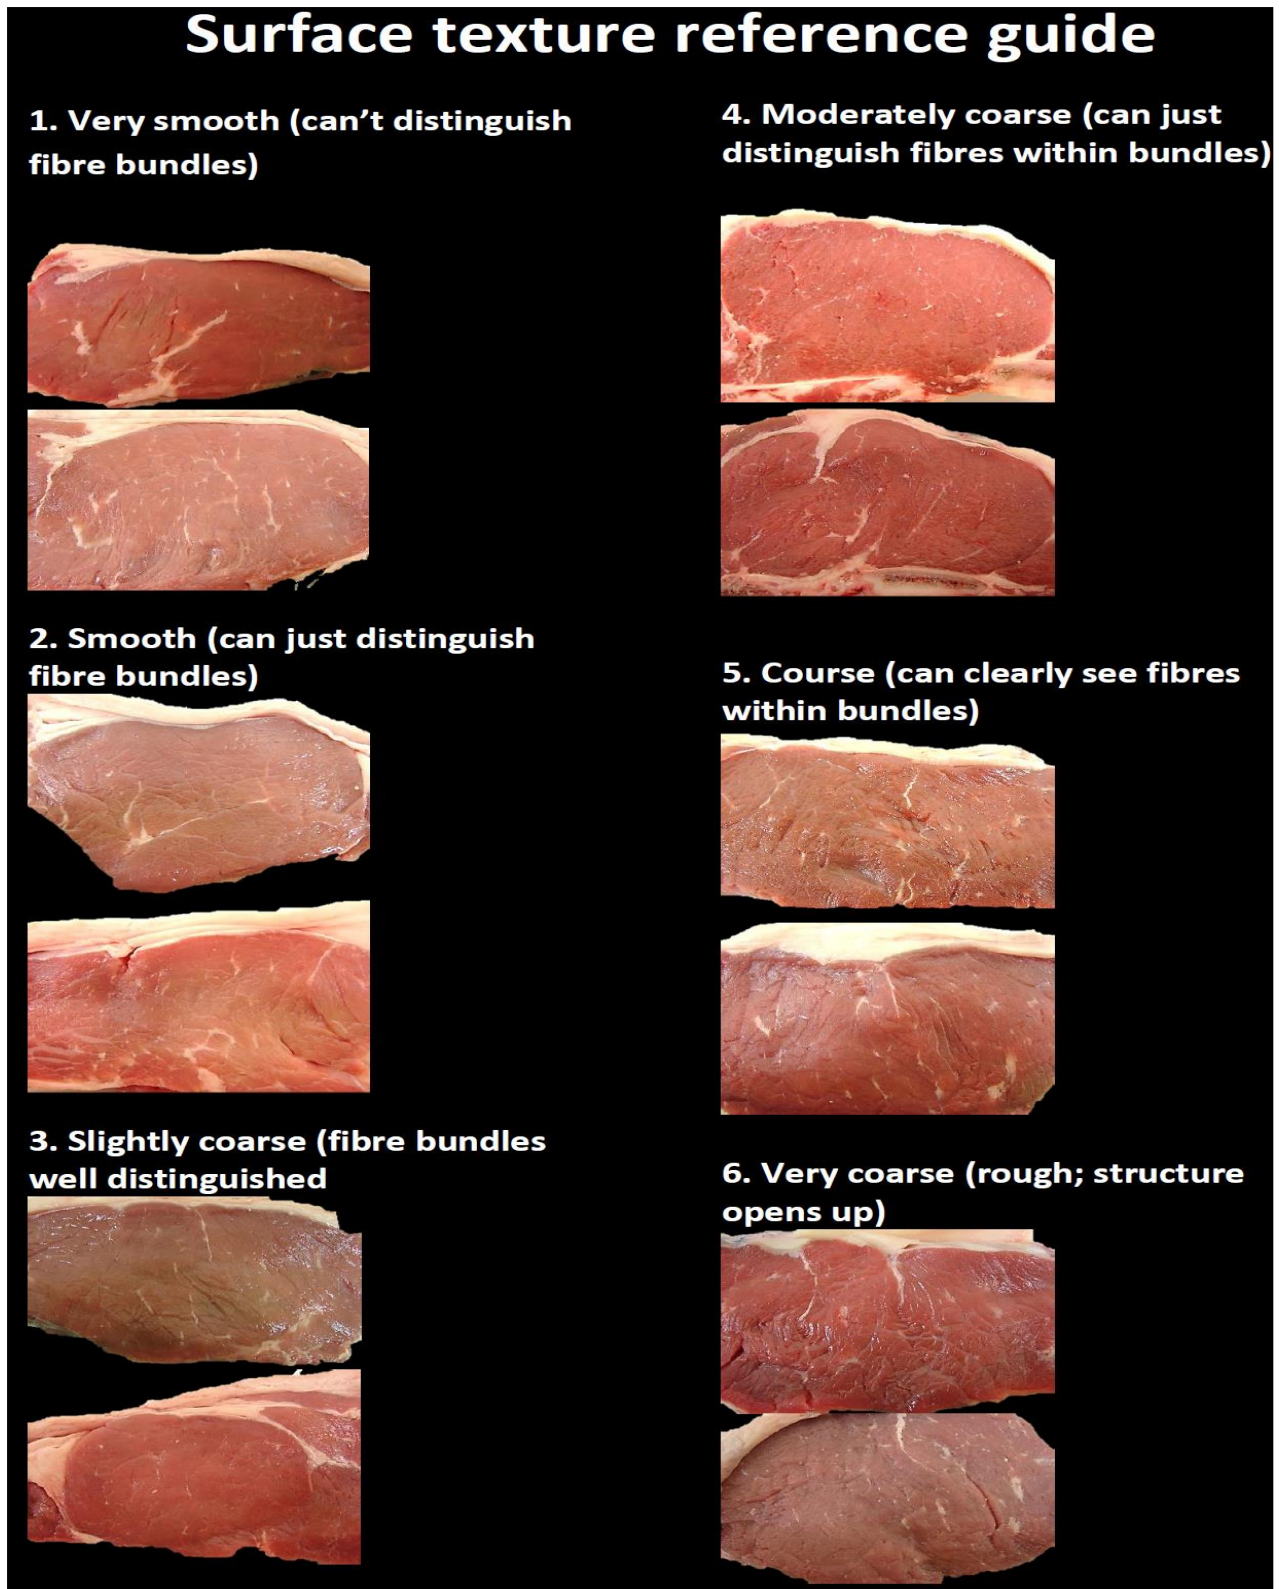 Surface texture reference guide
1. Very smooth (can’t distinguish
fibre bundles)
2. Smooth (can just distinguish
fibre bundles)
3. Slightly coarse (fibre bundles
well distinguished
4. Moderately coarse (can just
distinguish fibres within bundles)
5. Course (can clearly see fibres
within bundles)
6. Very coarse (rough; structure
opens up)